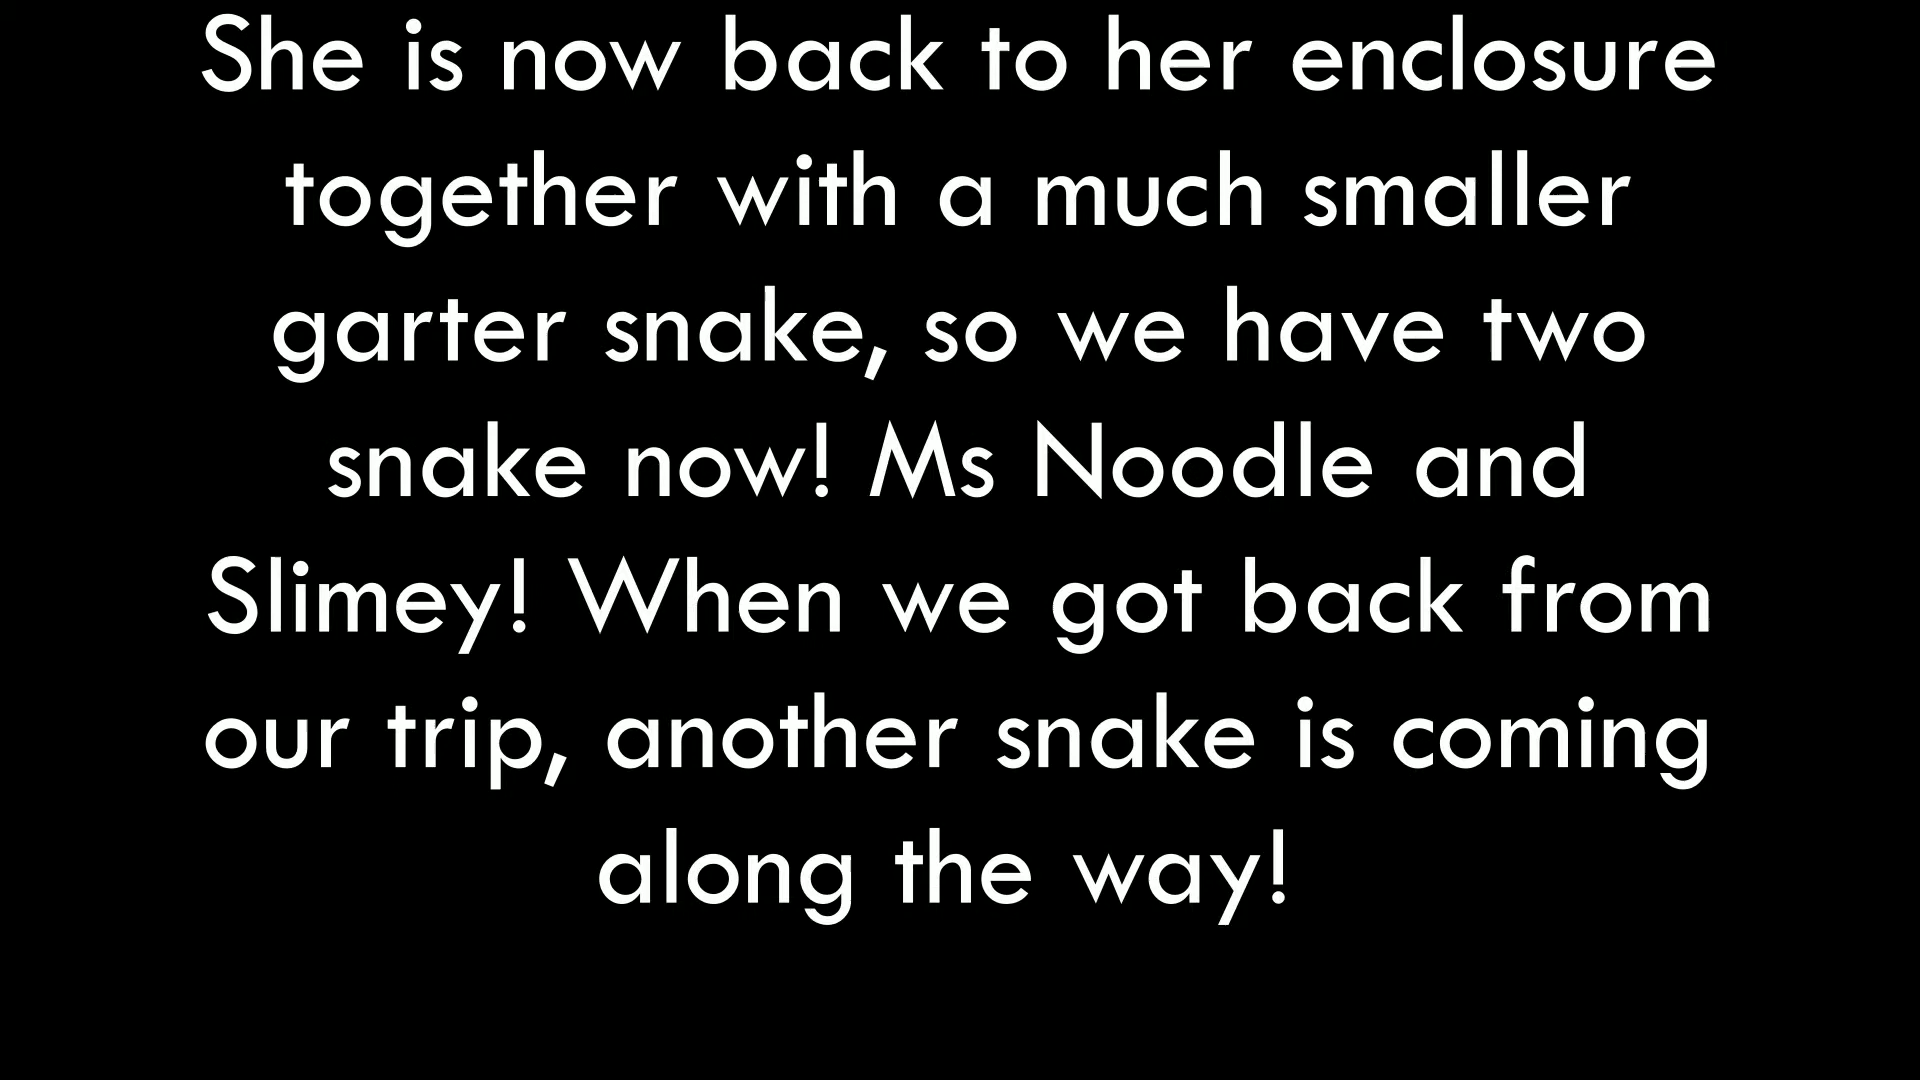 She is now back to her enclosure
together with a much smaller
garter snake, so we have two
snake now! Ms Noodle and
Slimey! When we got back from
our trip, another snake is coming
along the way!